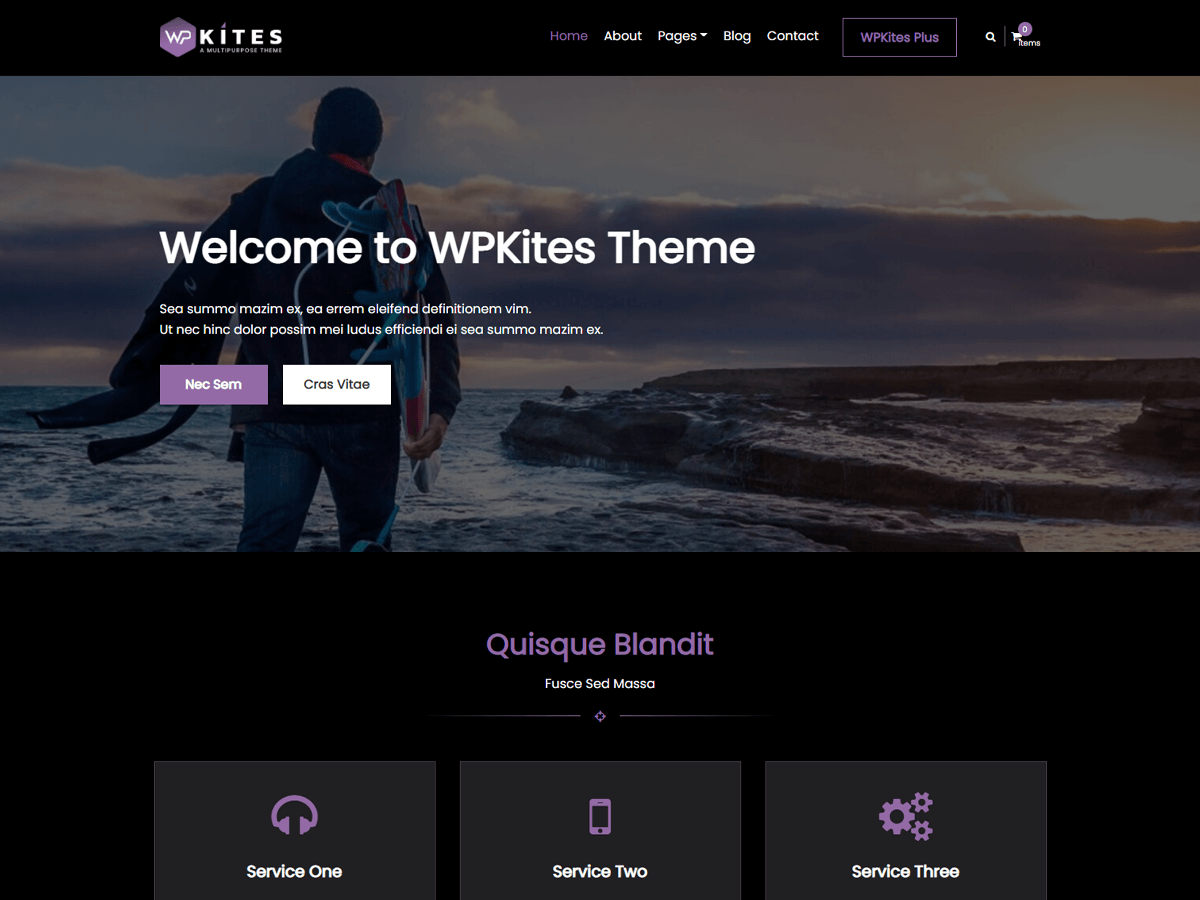 WP KITES
A MULTIPURPOSE THEME
Home About Pages Blog Contact WPKites Plus 0 items
Welcome to WPKites Theme
Sea summo mazim ex, ea errem eleifend definitionem vim.
Ut nec hinc dolor possim mei ludus efficiendi ei sea summo mazim ex.
Nec Sem Cras Vitae
Quisque Blandit
Fusce Sed Massa
Service One Service Two Service Three